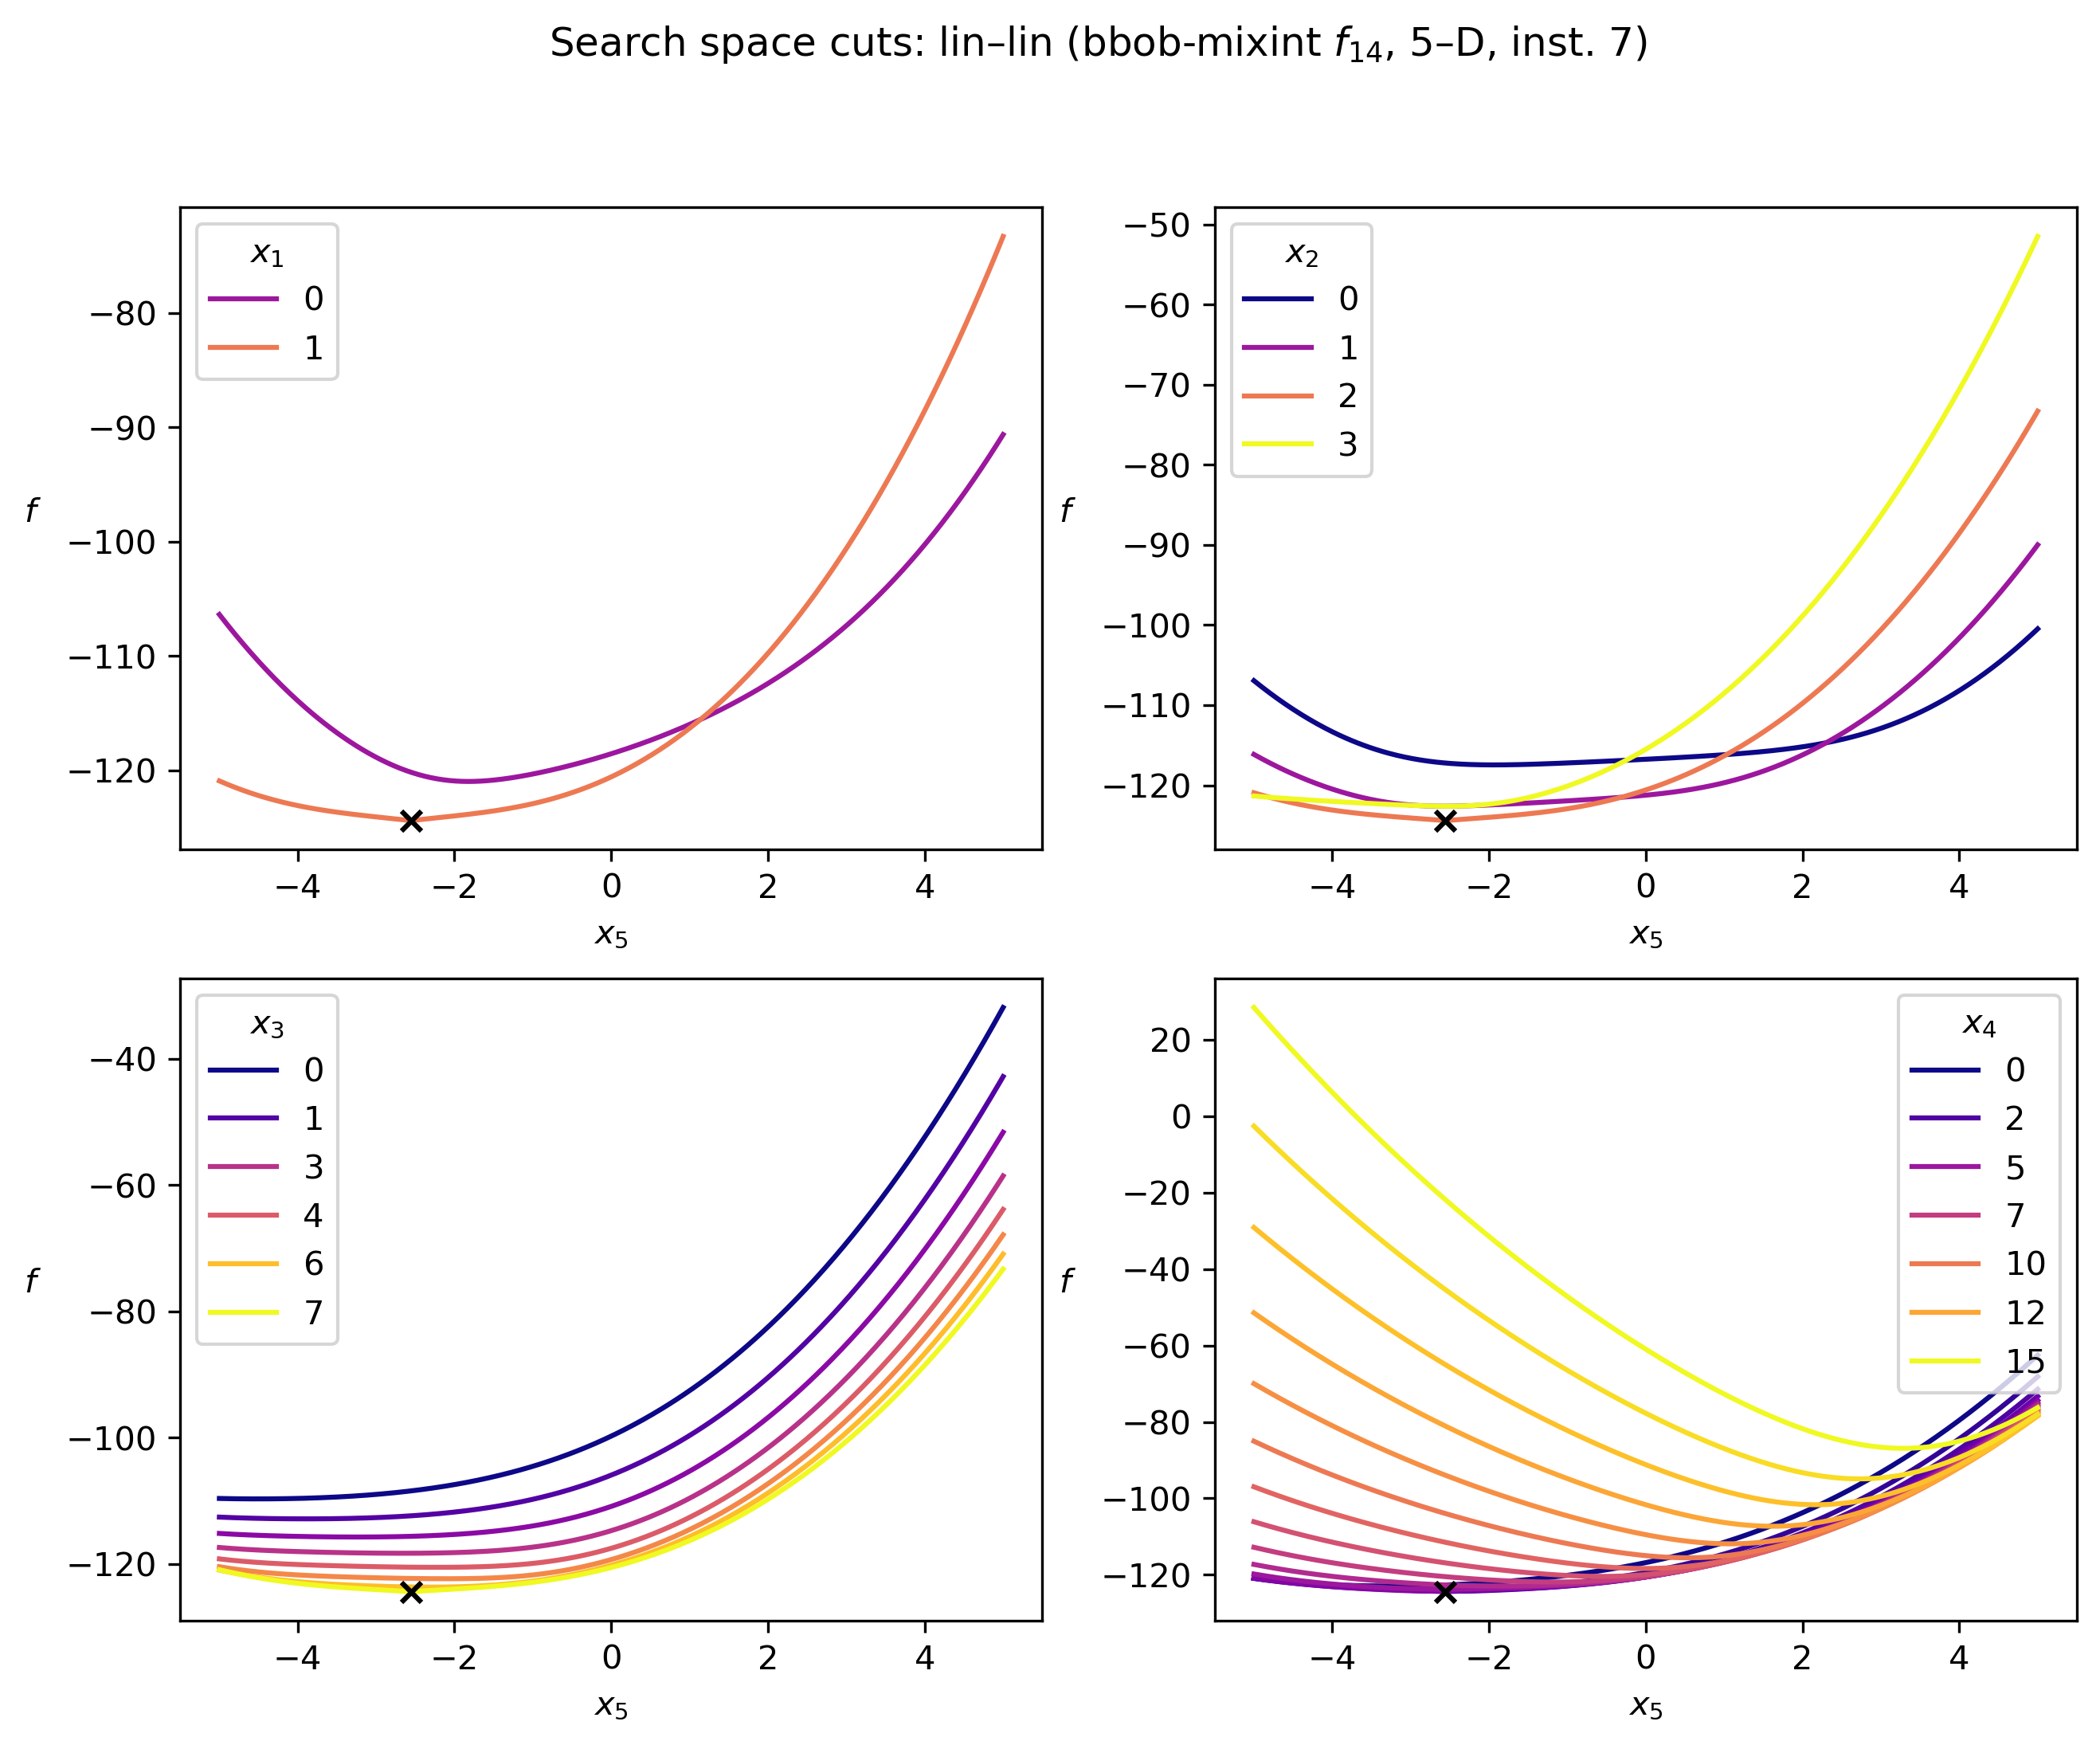 Search space cuts: lin–lin (bbob-mixint f₁₄, 5–D, inst. 7)
x₁
0
1
−80
−90
−100
−110
−120
f
−4 −2 0 2 4
x₅
x₂
0
1
2
3
−50
−60
−70
−80
−90
−100
−110
−120
f
−4 −2 0 2 4
x₅
x₃
0
1
3
4
6
7
−40
−60
−80
−100
−120
f
−4 −2 0 2 4
x₅
x₄
0
2
5
7
10
12
15
20
0
−20
−40
−60
−80
−100
−120
f
−4 −2 0 2 4
x₅